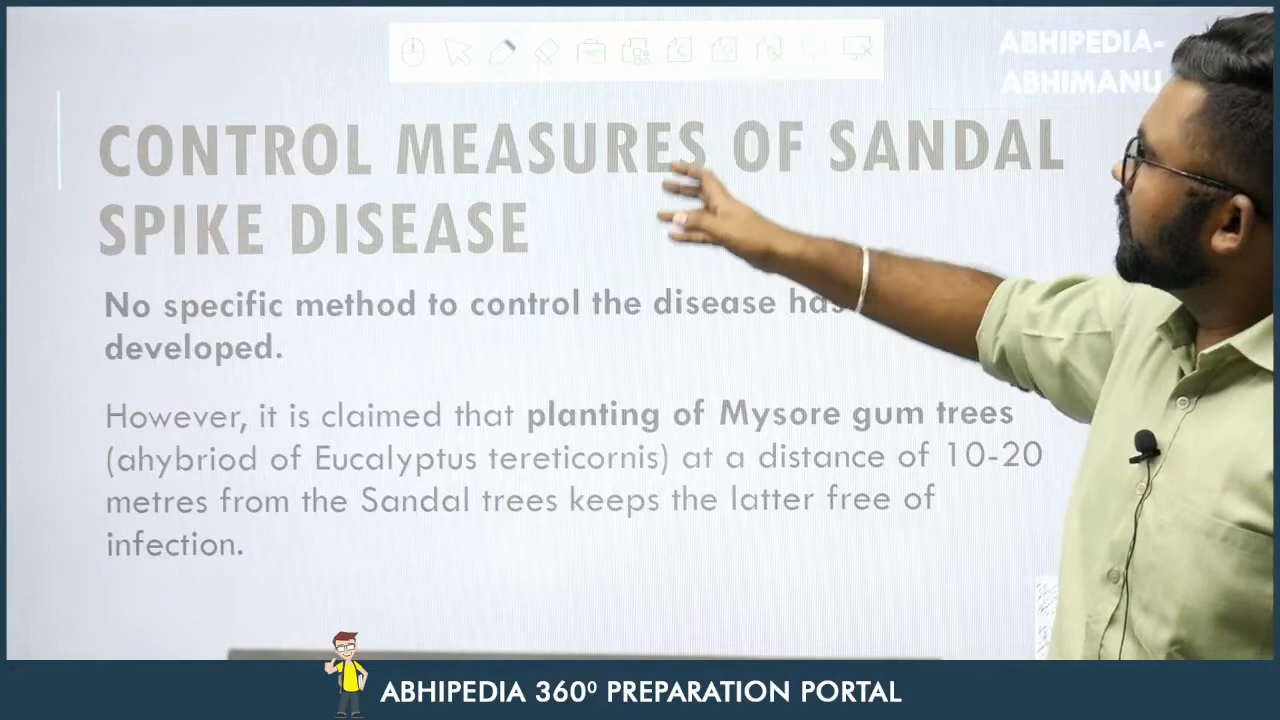 ABHIPEDIA-
ABHIMANU
CONTROL MEASURES OF SANDAL
SPIKE DISEASE
No specific method to control the disease has
developed.
However, it is claimed that planting of Mysore gum trees
(ahybriod of Eucalyptus tereticornis) at a distance of 10-20
metres from the Sandal trees keeps the latter free of
infection.
ABHIPEDIA 360⁰ PREPARATION PORTAL